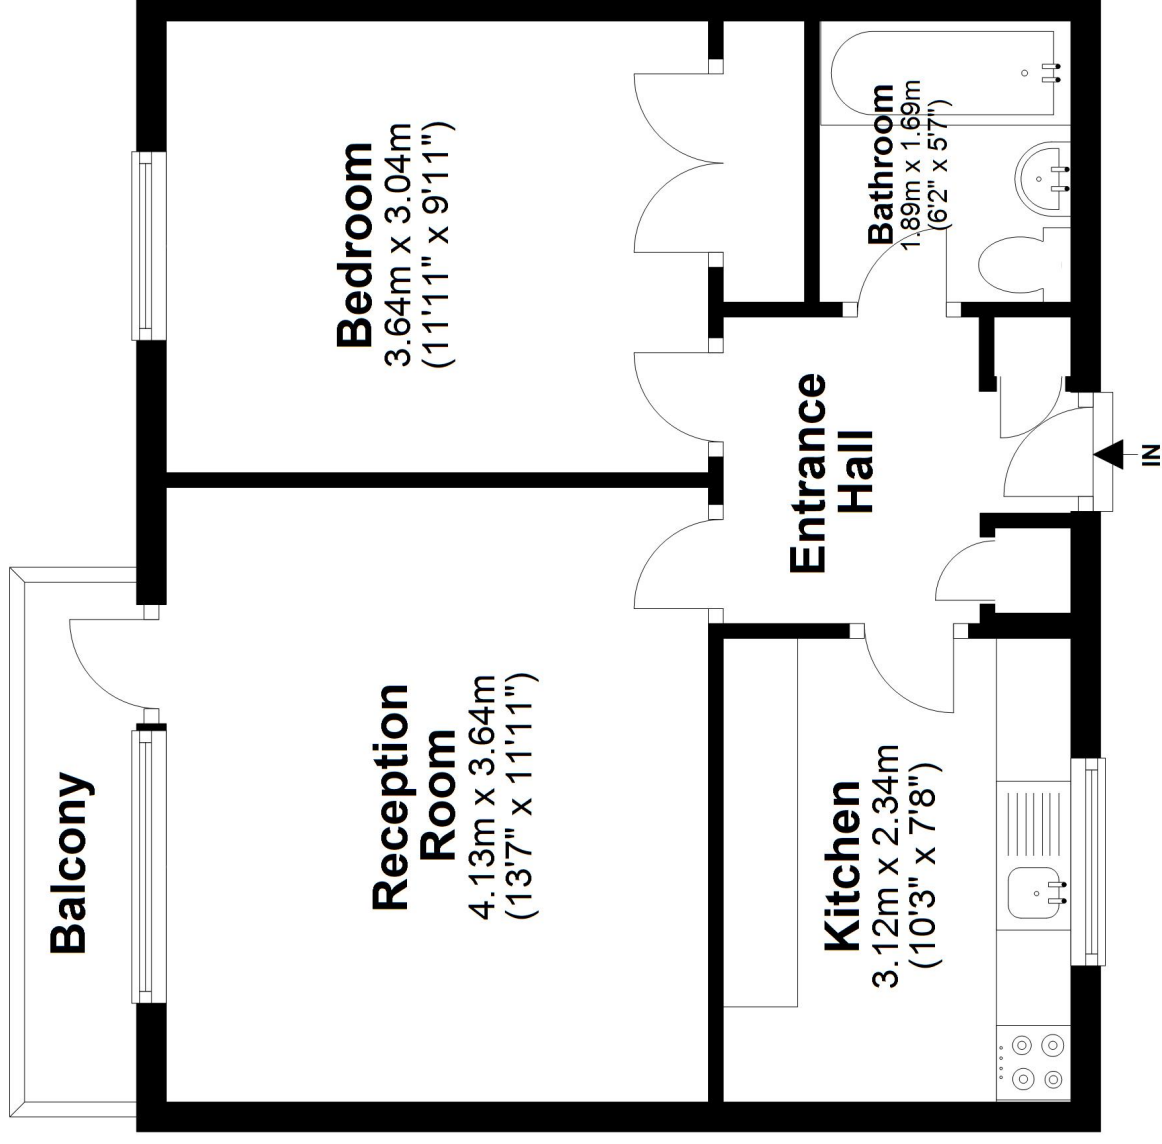 Balcony
Reception
Room
4.13m x 3.64m
(13'7" x 11'11")
Bedroom
3.64m x 3.04m
(11'11" x 9'11")
Kitchen
3.12m x 2.34m
(10'3" x 7'8")
Entrance
Hall
Bathroom
1.89m x 1.69m
(6'2" x 5'7")
IN